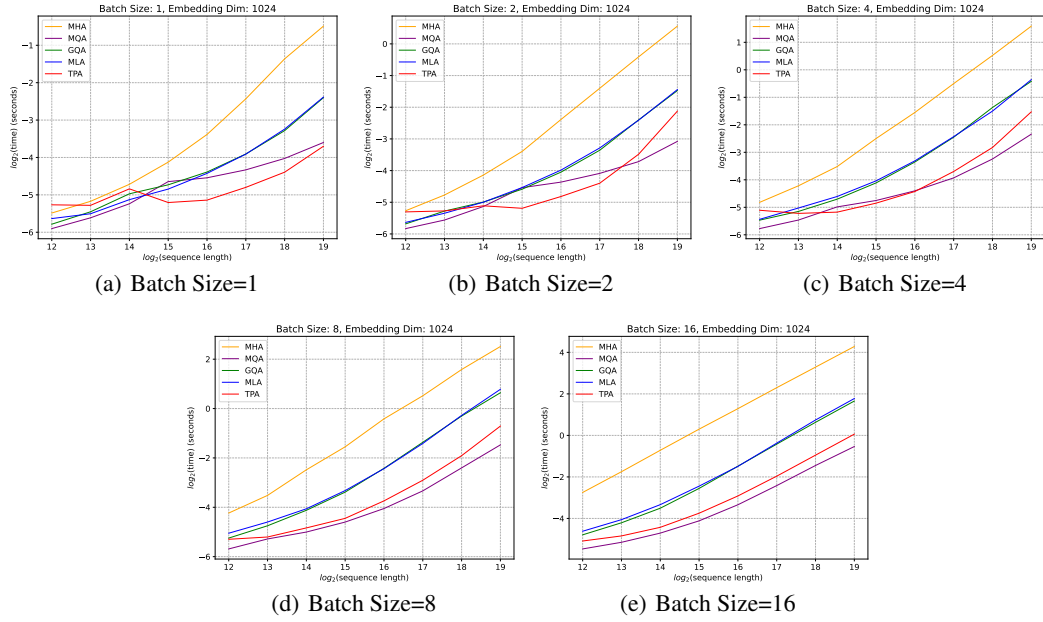 Batch Size: 1, Embedding Dim: 1024
MHA
MQA
GQA
MLA
TPA
−1
−2
−3
−4
−5
−6
log2(time) (seconds)
12 13 14 15 16 17 18 19
log2(sequence length)
(a) Batch Size=1
Batch Size: 2, Embedding Dim: 1024
MHA
MQA
GQA
MLA
TPA
0
−1
−2
−3
−4
−5
−6
log2(time) (seconds)
12 13 14 15 16 17 18 19
log2(sequence length)
(b) Batch Size=2
Batch Size: 4, Embedding Dim: 1024
MHA
MQA
GQA
MLA
TPA
1
0
−1
−2
−3
−4
−5
−6
log2(time) (seconds)
12 13 14 15 16 17 18 19
log2(sequence length)
(c) Batch Size=4
Batch Size: 8, Embedding Dim: 1024
MHA
MQA
GQA
MLA
TPA
2
0
−2
−4
−6
log2(time) (seconds)
12 13 14 15 16 17 18 19
log2(sequence length)
(d) Batch Size=8
Batch Size: 16, Embedding Dim: 1024
MHA
MQA
GQA
MLA
TPA
4
2
0
−2
−4
log2(time) (seconds)
12 13 14 15 16 17 18 19
log2(sequence length)
(e) Batch Size=16